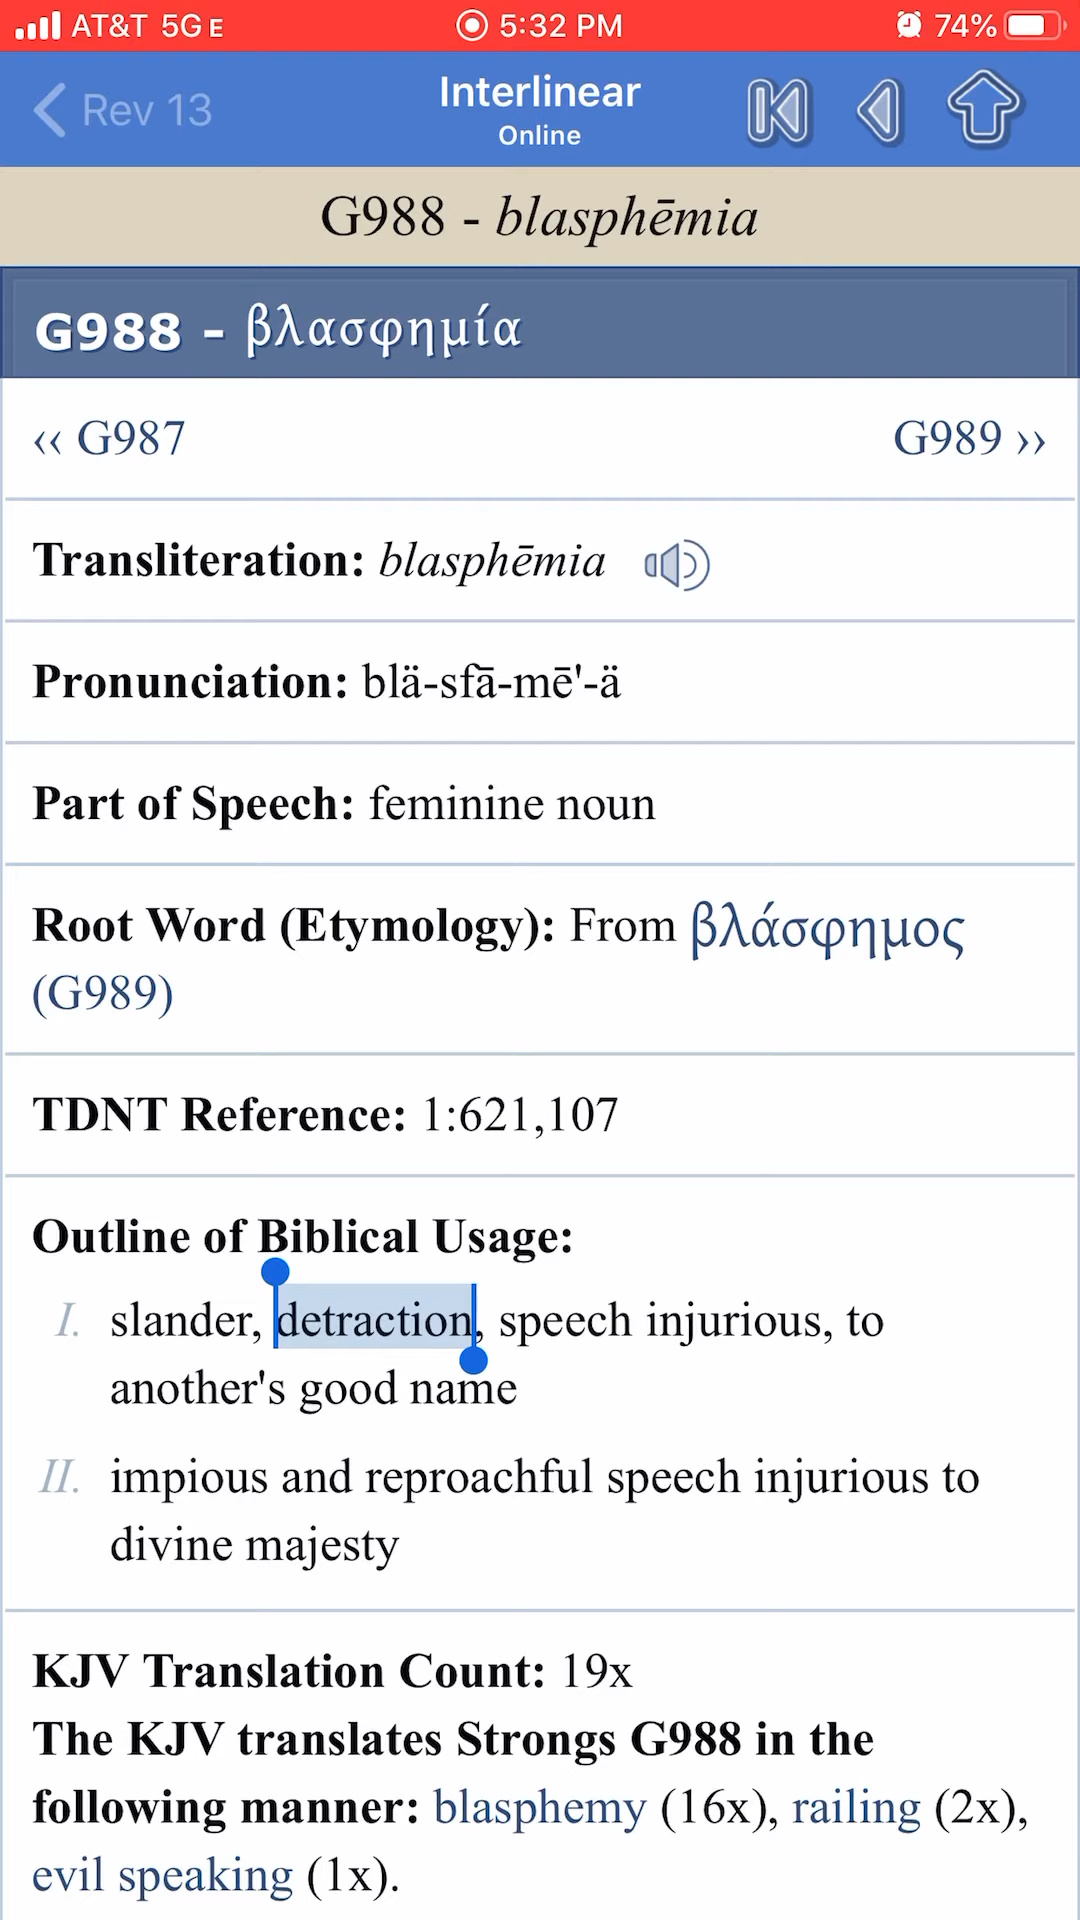 AT&T 5G E 5:32 PM 74%
Rev 13 Interlinear
Online
G988 - blasphēmia
G988 - βλασφημία
‹‹ G987 G989 ››
Transliteration: blasphēmia
Pronunciation: blä-sfā-mē'-ä
Part of Speech: feminine noun
Root Word (Etymology): From βλάσφημος
(G989)
TDNT Reference: 1:621,107
Outline of Biblical Usage:
I. slander, detraction, speech injurious, to
another's good name
II. impious and reproachful speech injurious to
divine majesty
KJV Translation Count: 19x
The KJV translates Strongs G988 in the
following manner: blasphemy (16x), railing (2x),
evil speaking (1x).